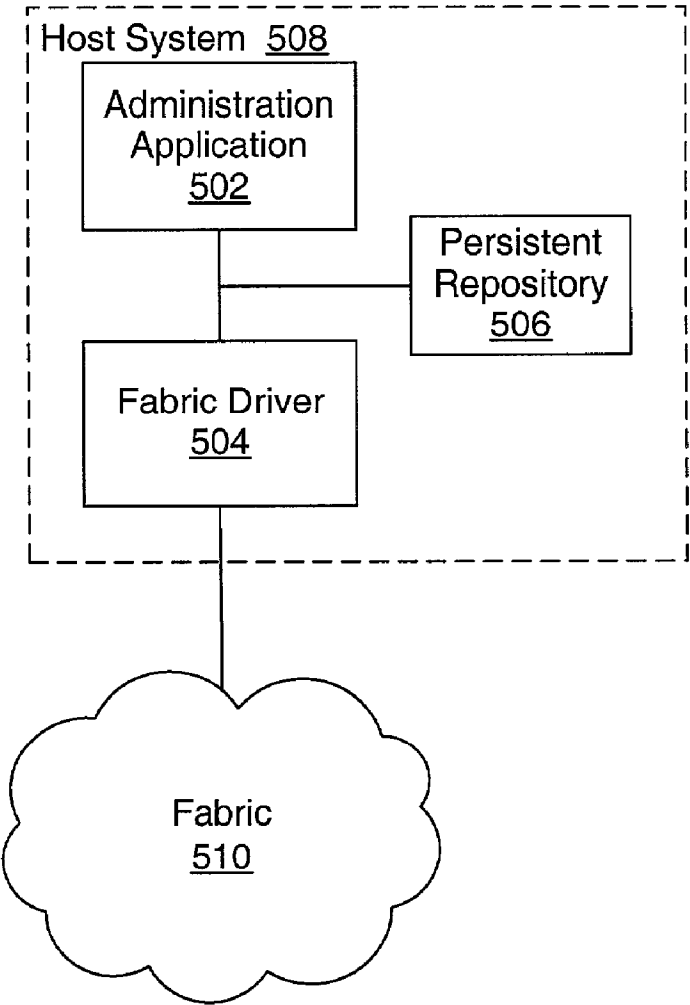 Host System 508
Administration
Application
502
Persistent
Repository
506
Fabric Driver
504
Fabric
510